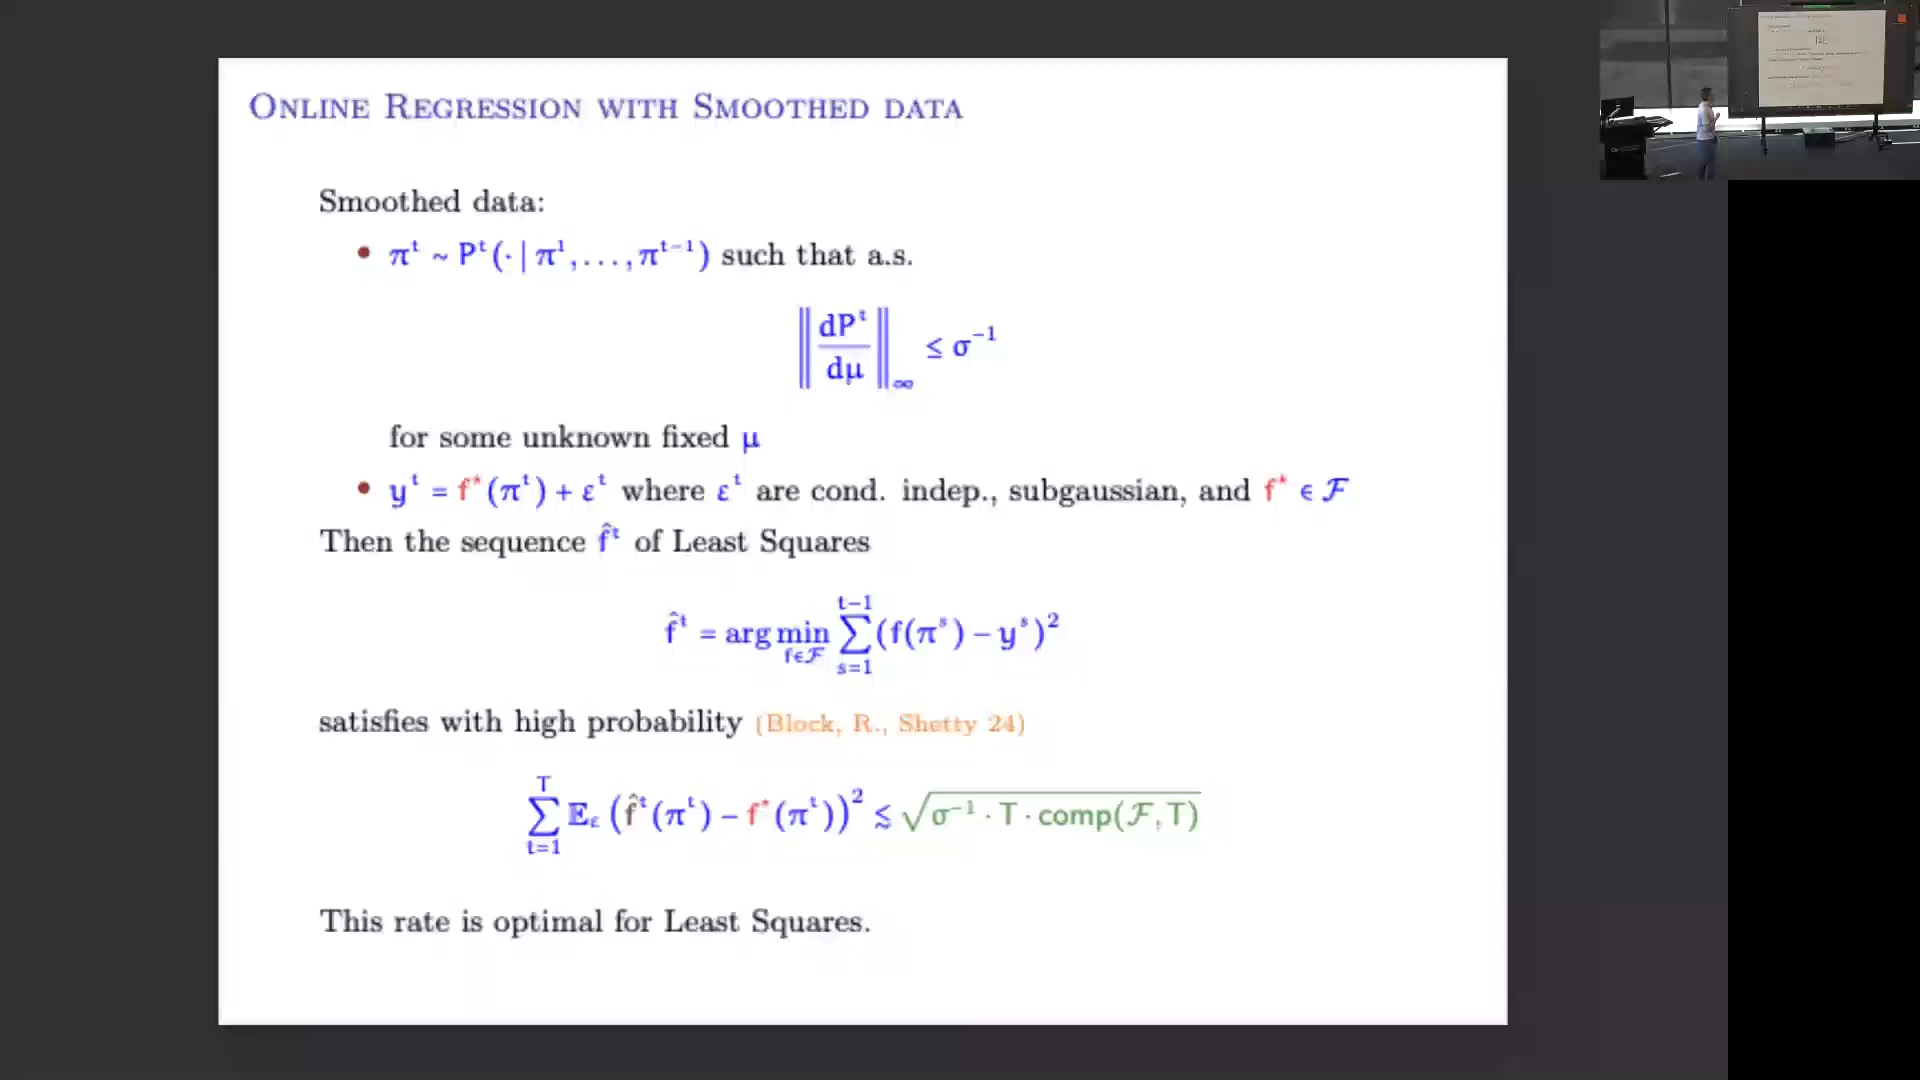 ONLINE REGRESSION WITH SMOOTHED DATA
Smoothed data:
• πᵗ ~ Pᵗ(· | π¹, …, πᵗ⁻¹) such that a.s.
‖dPᵗ/dμ‖∞ ≤ σ⁻¹
for some unknown fixed μ
• yᵗ = f*(πᵗ) + εᵗ where εᵗ are cond. indep., subgaussian, and f* ∈ ℱ
Then the sequence f̂ᵗ of Least Squares
f̂ᵗ = arg min_{f∈ℱ} ∑_{s=1}^{t−1} (f(πˢ) − yˢ)²
satisfies with high probability (Block, R., Shetty 24)
∑_{t=1}^{T} 𝔼_ε (f̂ᵗ(πᵗ) − f*(πᵗ))² ≲ √(σ⁻¹ · T · comp(ℱ, T))
This rate is optimal for Least Squares.